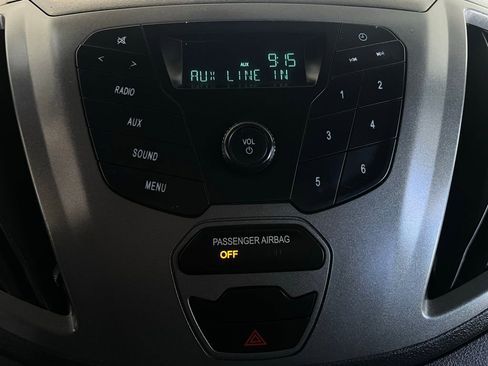 AUX 9:15
AUX LINE IN
< >
RADIO
AUX
SOUND
MENU
VOL
1 2
3 4
5 6
PASSENGER AIRBAG
OFF